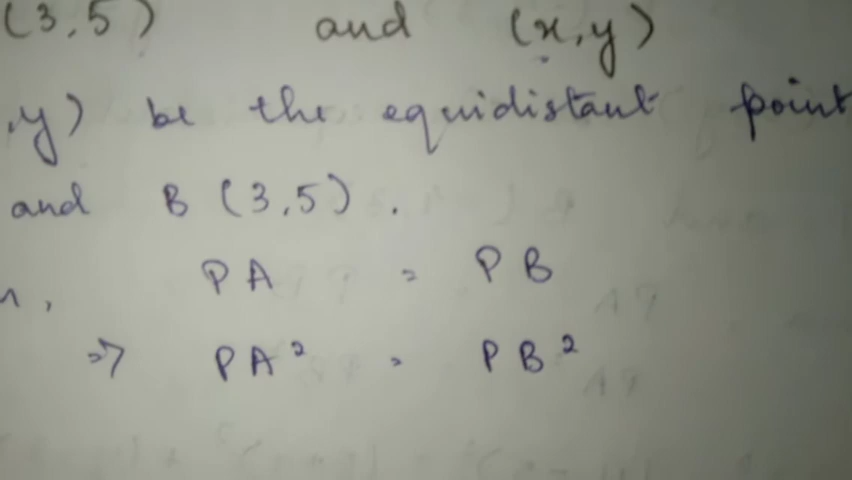 (3,5) and (x,y)
,y) be the equidistant point
and B (3,5).
PA = PB
⇒ PA² = PB²